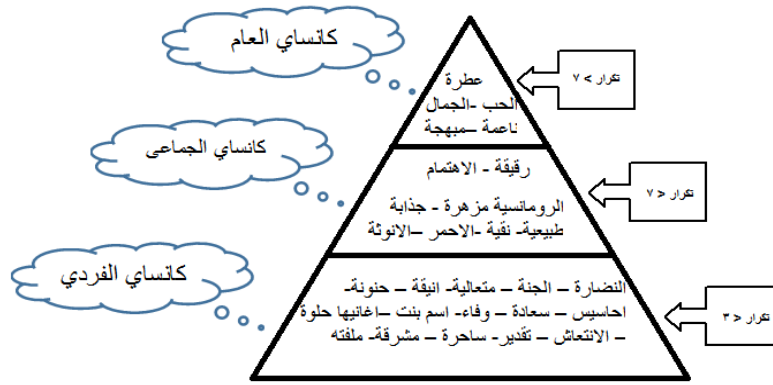 كانساي العام
عطرة
الحب -الجمال
ناعمة –مبهجة
تكرار > ٧
كانساي الجماعى
رقيقة - الاهتمام
الرومانسية مزهرة - جذابة
طبيعية- نقية -الاحمر –الانوثة
تكرار < ٧
كانساي الفردي
النضارة – الجنة – متعالية- انيقة – حنونة-
احاسيس – سعادة – وفاء- اسم بنت –اغانيها حلوة
– الانتعاش – تقدير- ساحرة – مشرقة- ملفته
تكرار < ٣